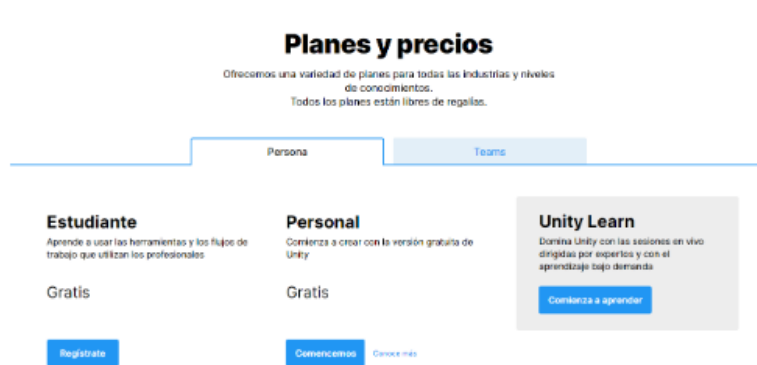 Planes y precios
Ofrecemos una variedad de planes para todas las industrias y niveles
de conocimientos.
Todos los planes están libres de regalías.
Persona
Teams
Estudiante
Aprende a usar las herramientas y los flujos de
trabajo que utilizan los profesionales
Gratis
Regístrate
Personal
Comienza a crear con la versión gratuita de
Unity
Gratis
Comencemos
Conoce más
Unity Learn
Domina Unity con las sesiones en vivo
dirigidas por expertos y con el
aprendizaje bajo demanda
Comienza a aprender